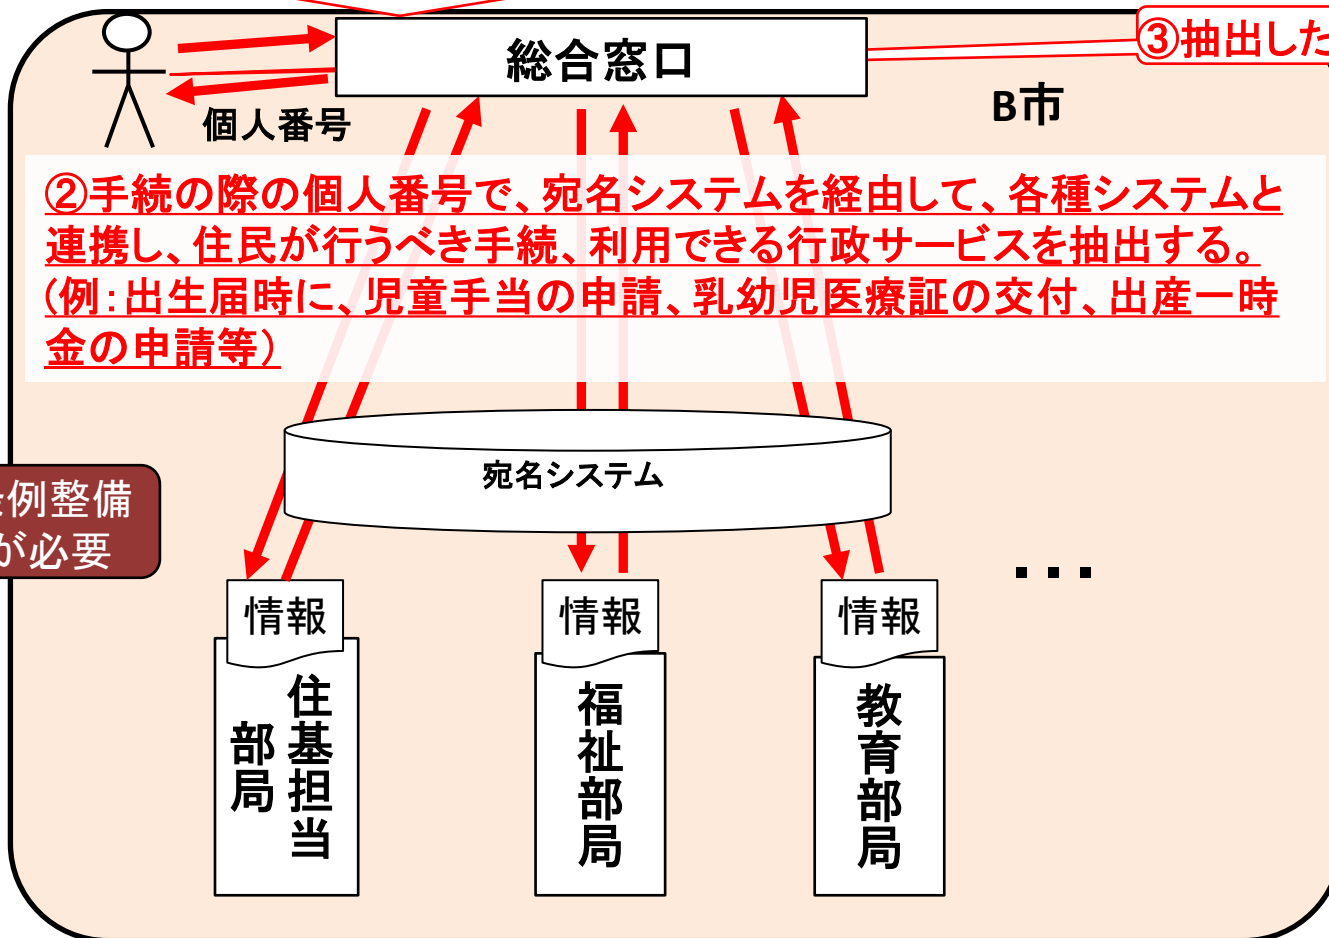 総合窓口
③抽出した
B市
個人番号
②手続の際の個人番号で、宛名システムを経由して、各種システムと
連携し、住民が行うべき手続、利用できる行政サービスを抽出する。
(例：出生届時に、児童手当の申請、乳幼児医療証の交付、出産一時
金の申請等）
宛名システム
例整備
が必要
・・・
情報
情報
情報
住基担当
部局
福祉部局
教育部局